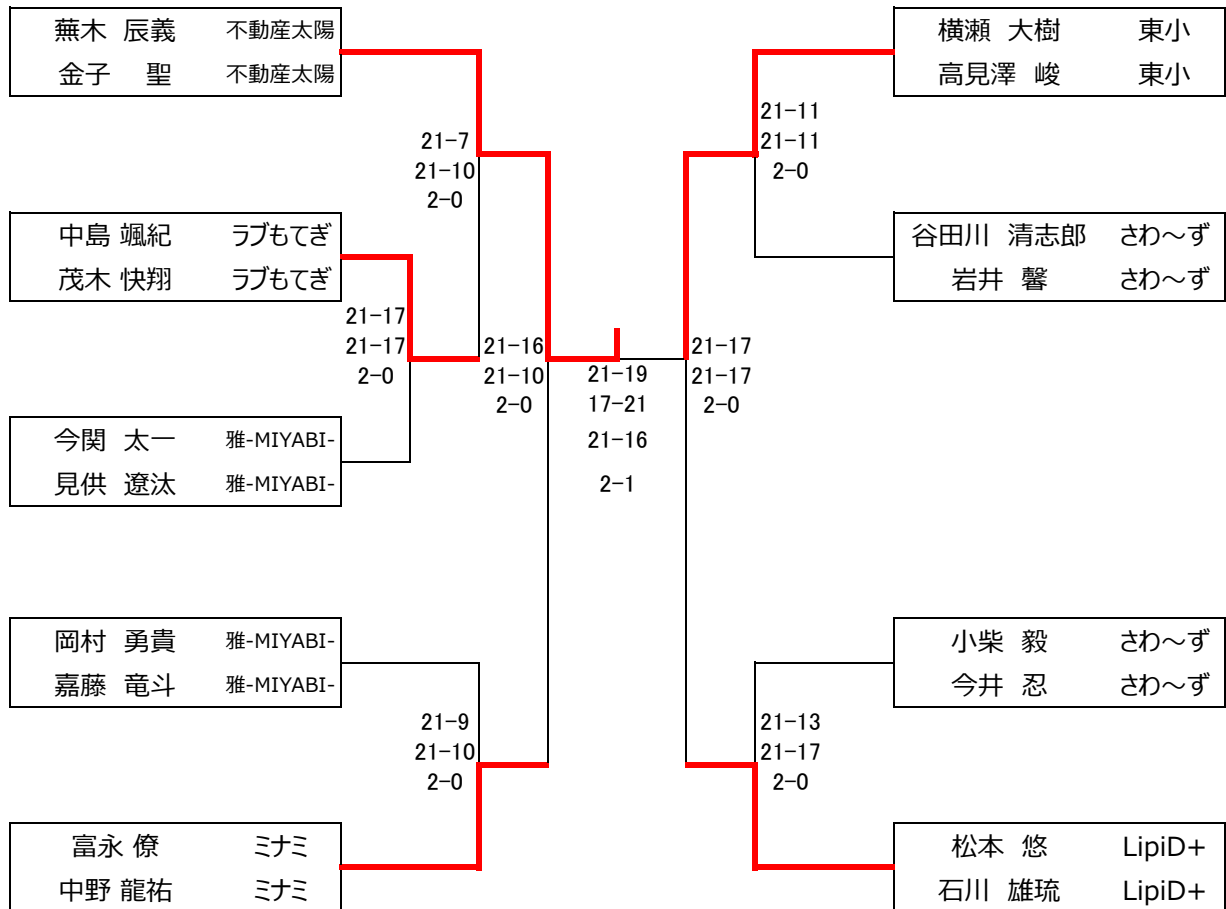 蕪木 辰義 不動産太陽
金子 聖 不動産太陽
横瀬 大樹 東小
高見澤 峻 東小
21-7
21-10
2-0
21-11
21-11
2-0
中島 颯紀 ラブもてぎ
茂木 快翔 ラブもてぎ
谷田川 清志郎 さわ～ず
岩井 馨 さわ～ず
21-17
21-17
2-0
21-16
21-10
2-0
21-19
17-21
21-16
2-1
21-17
21-17
2-0
今関 太一 雅-MIYABI-
見供 遼汰 雅-MIYABI-
岡村 勇貴 雅-MIYABI-
嘉藤 竜斗 雅-MIYABI-
小柴 毅 さわ～ず
今井 忍 さわ～ず
21-9
21-10
2-0
21-13
21-17
2-0
富永 僚 ミナミ
中野 龍祐 ミナミ
松本 悠 LipiD+
石川 雄琉 LipiD+